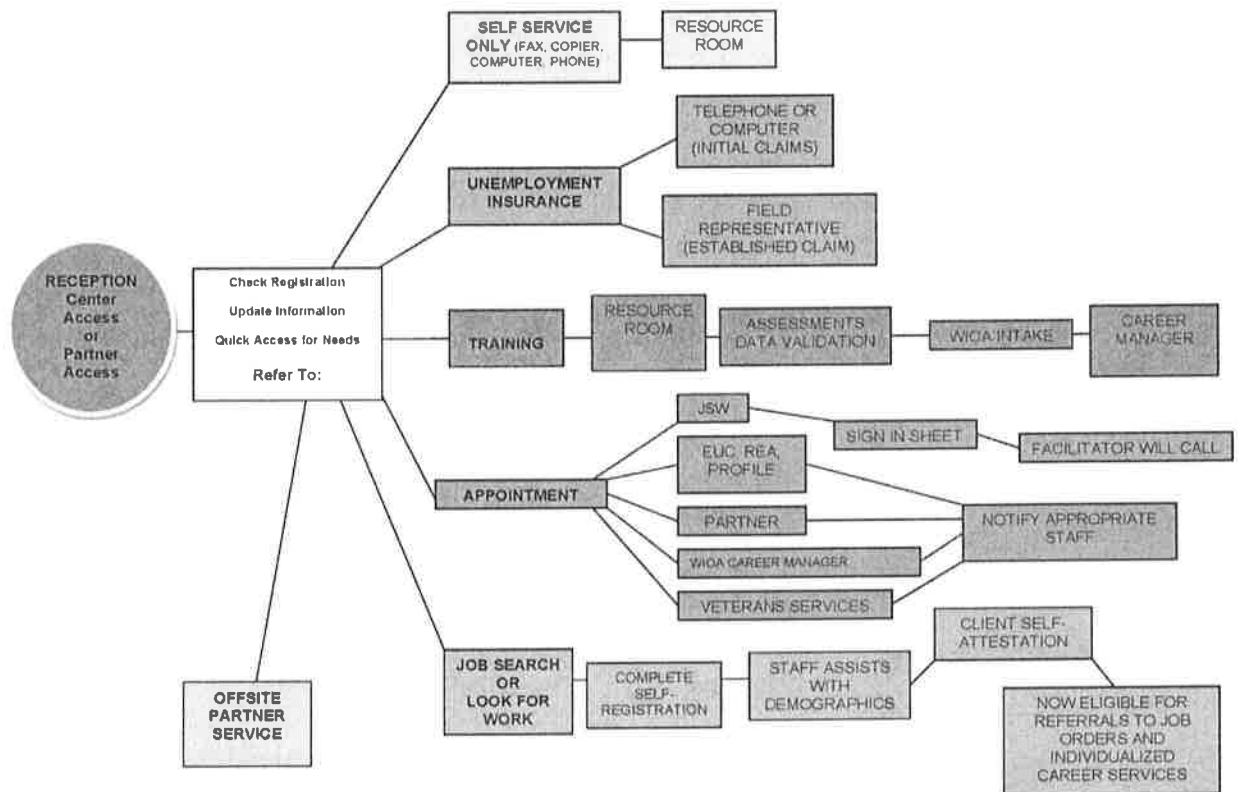 SELF SERVICE
ONLY (FAX, COPIER,
COMPUTER, PHONE)
RESOURCE
ROOM
TELEPHONE OR
COMPUTER
(INITIAL CLAIMS)
UNEMPLOYMENT
INSURANCE
FIELD
REPRESENTATIVE
(ESTABLISHED CLAIM)
RECEPTION
Center
Access
or
Partner
Access
Check Registration
Update Information
Quick Access for Needs
Refer To:
TRAINING
RESOURCE
ROOM
ASSESSMENTS
DATA VALIDATION
WIOA INTAKE
CAREER
MANAGER
APPOINTMENT
JSW
SIGN IN SHEET
FACILITATOR WILL CALL
EUC, REA,
PROFILE
PARTNER
WIOA CAREER MANAGER
VETERANS SERVICES
NOTIFY APPROPRIATE
STAFF
JOB SEARCH
OR
LOOK FOR
WORK
COMPLETE
SELF-
REGISTRATION
STAFF ASSISTS
WITH
DEMOGRAPHICS
CLIENT SELF-
ATTESTATION
NOW ELIGIBLE FOR
REFERRALS TO JOB
ORDERS AND
INDIVIDUALIZED
CAREER SERVICES
OFFSITE
PARTNER
SERVICE